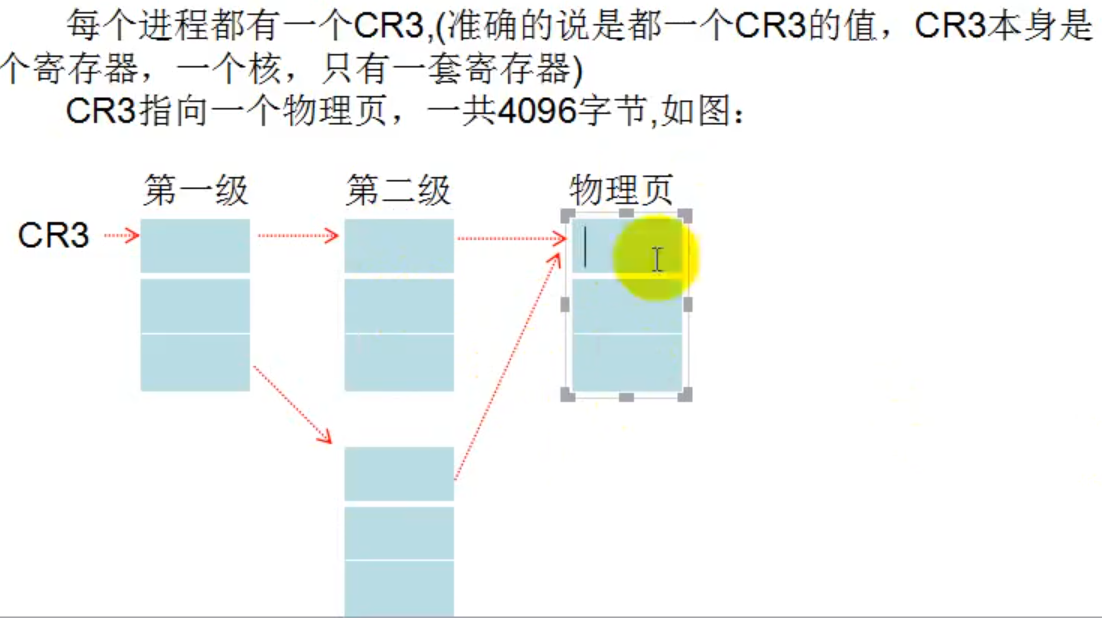 每个进程都有一个CR3,(准确的说是都一个CR3的值，CR3本身是
个寄存器，一个核，只有一套寄存器)
CR3指向一个物理页，一共4096字节,如图：
第一级 第二级 物理页
CR3